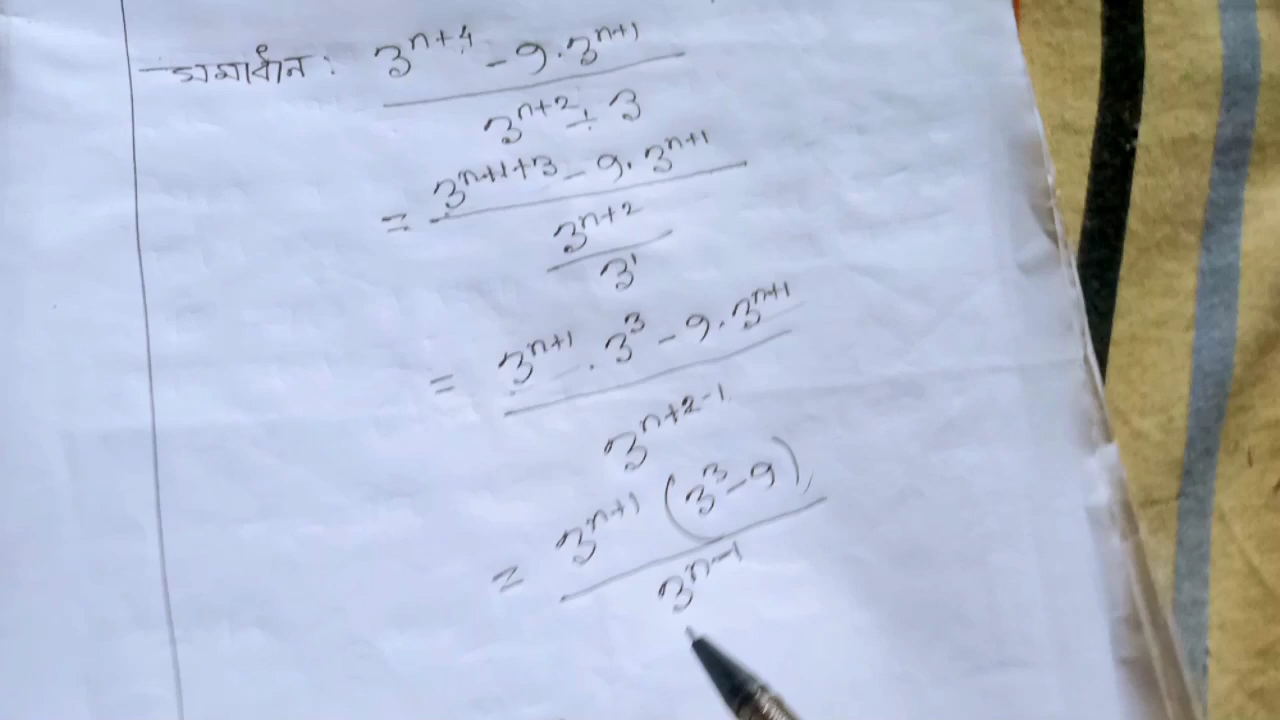 সমাধান: 3^{n+4} - 9·3^{n+1}
3^{n+2} ÷ 3
= 3^{n+1+3} - 9·3^{n+1}
3^{n+2}
3^1
= 3^{n+1} · 3^3 - 9·3^{n+1}
3^{n+2-1}
= 3^{n+1} (3^3 - 9)
3^{n-1}